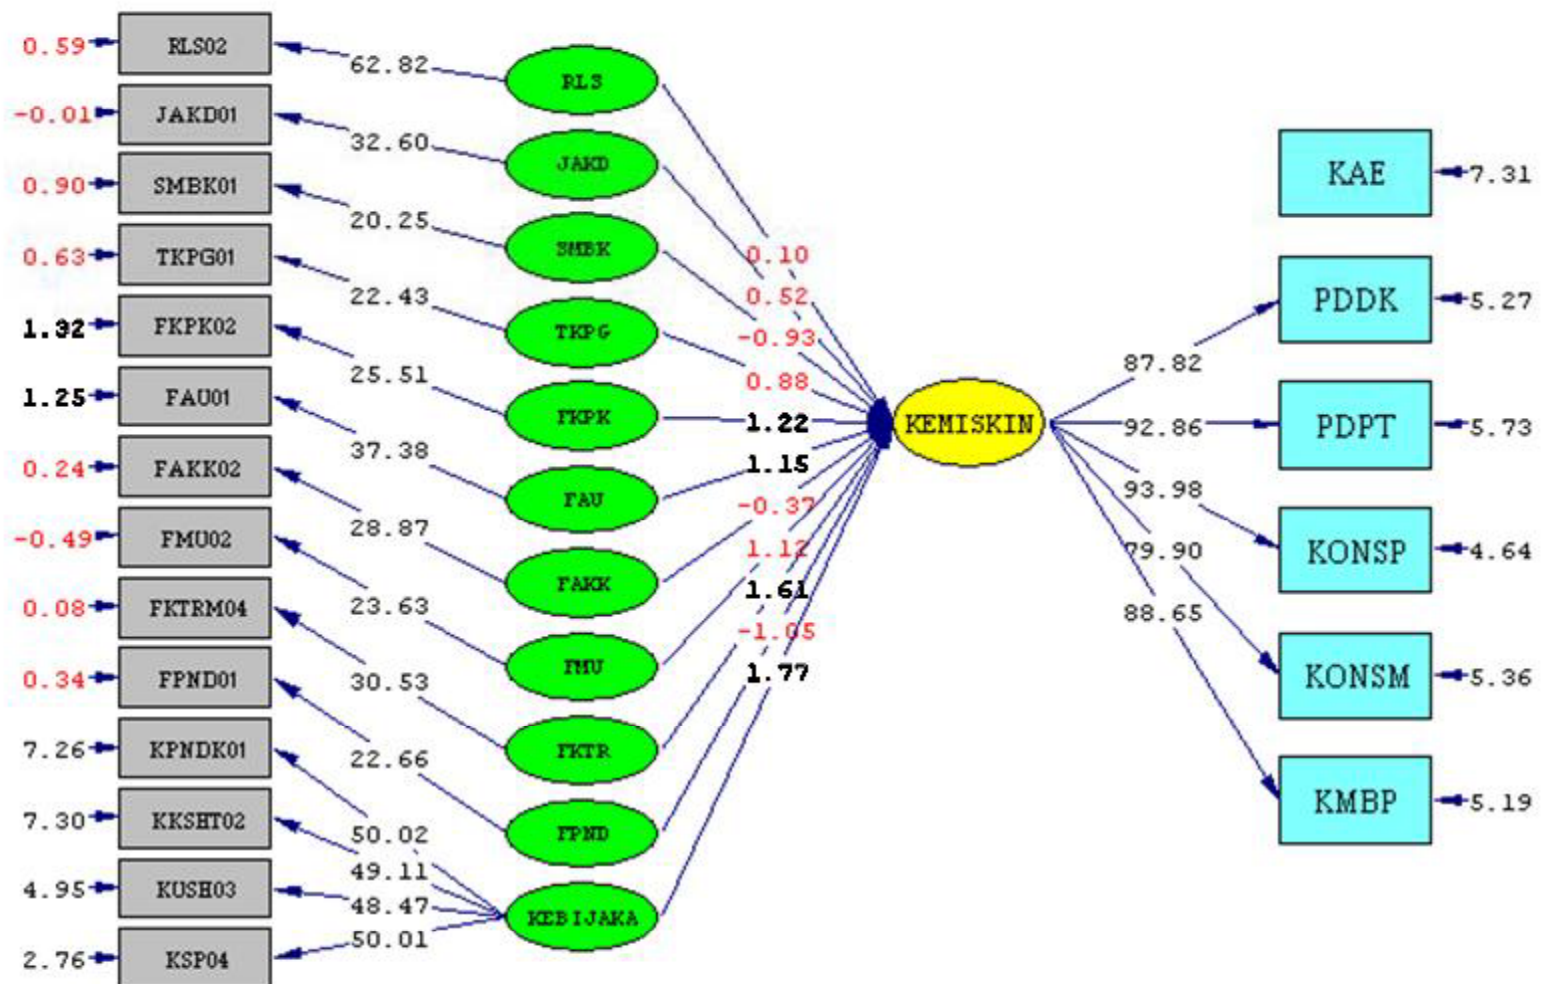 0.59
RLS02
62.82
RLS
-0.01
JAKD01
32.60
JAKD
0.90
SMBK01
20.25
SMBK
0.63
TKPG01
22.43
TKPG
1.32
FKPK02
25.51
FKPK
1.25
FAU01
37.38
FAU
0.24
FAKK02
28.87
FAKK
-0.49
FMU02
23.63
FMU
0.08
FKTRM04
30.53
FKTR
0.34
FPND01
22.66
FPND
7.26
KPNDK01
50.02
7.30
KKSHT02
49.11
4.95
KUSH03
48.47
KEBIJAKA
2.76
KSP04
50.01
0.10
0.52
-0.93
0.88
1.22
1.15
-0.37
1.12
1.61
-1.05
1.77
KEMISKIN
87.82
92.86
93.98
79.90
88.65
KAE
7.31
PDDK
5.27
PDPT
5.73
KONSP
4.64
KONSM
5.36
KMBP
5.19